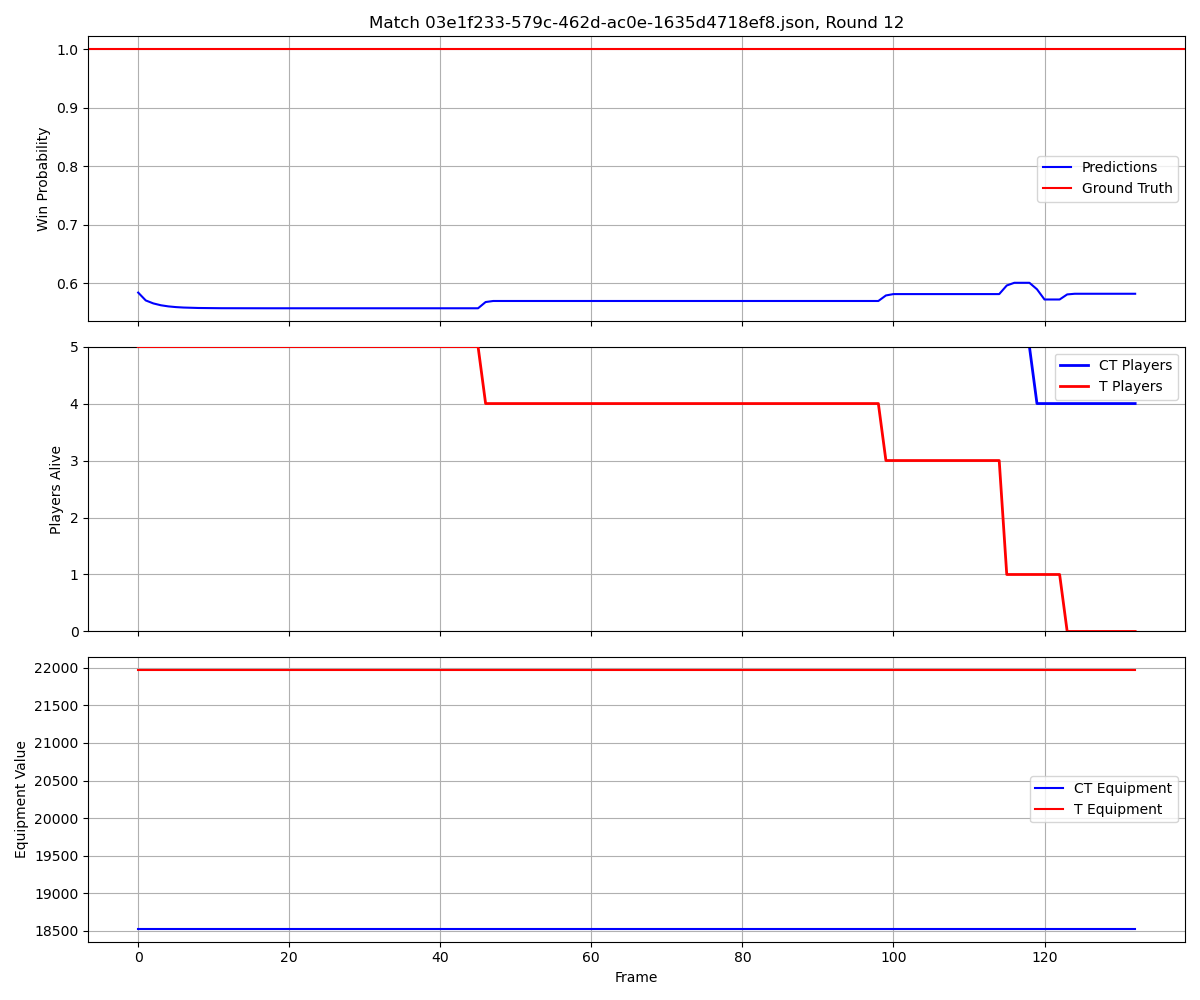 Match 03e1f233-579c-462d-ac0e-1635d4718ef8.json, Round 12
Win Probability
1.0
0.9
0.8
0.7
0.6
Predictions
Ground Truth
Players Alive
5
4
3
2
1
0
CT Players
T Players
Equipment Value
22000
21500
21000
20500
20000
19500
19000
18500
CT Equipment
T Equipment
0 20 40 60 80 100 120
Frame